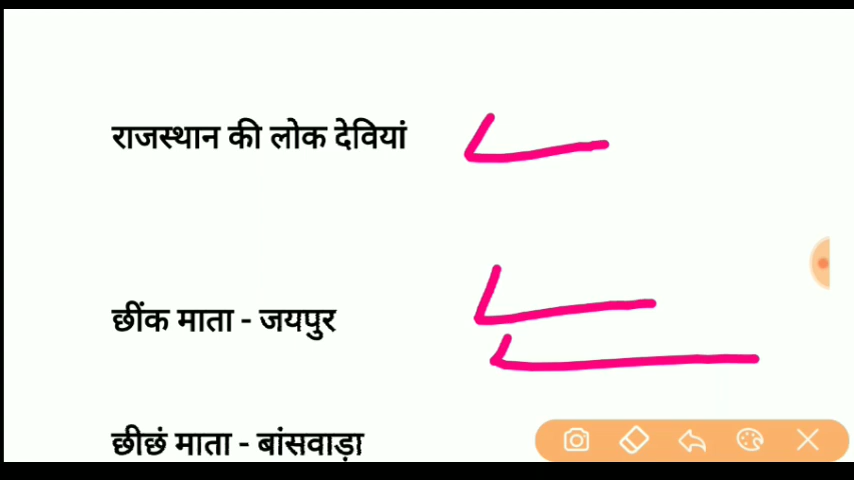 राजस्थान की लोक देवियां
छींक माता - जयपुर
छीछं माता - बांसवाड़ा